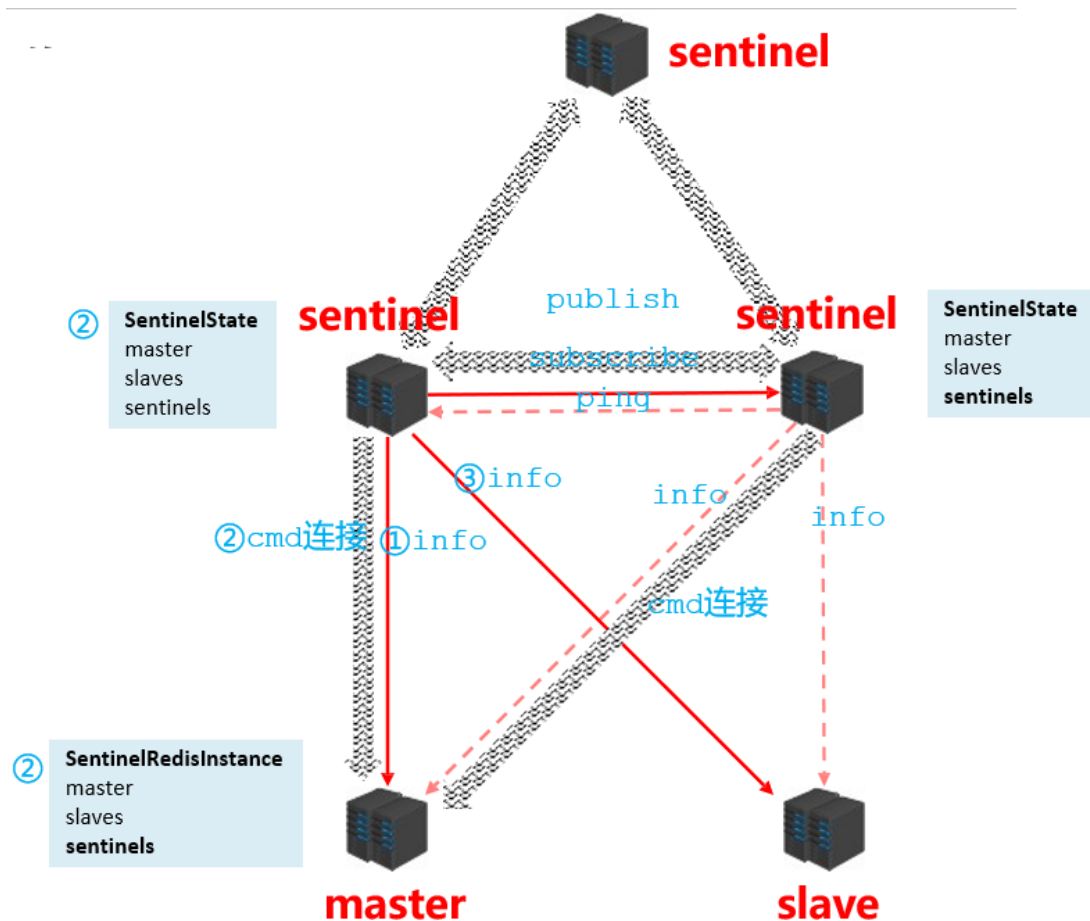 sentinel
sentinel
sentinel
②
SentinelState
master
slaves
sentinels
SentinelState
master
slaves
sentinels
publish
subscribe
ping
③info
info
info
②cmd连接
①info
cmd连接
②
SentinelRedisInstance
master
slaves
sentinels
master
slave